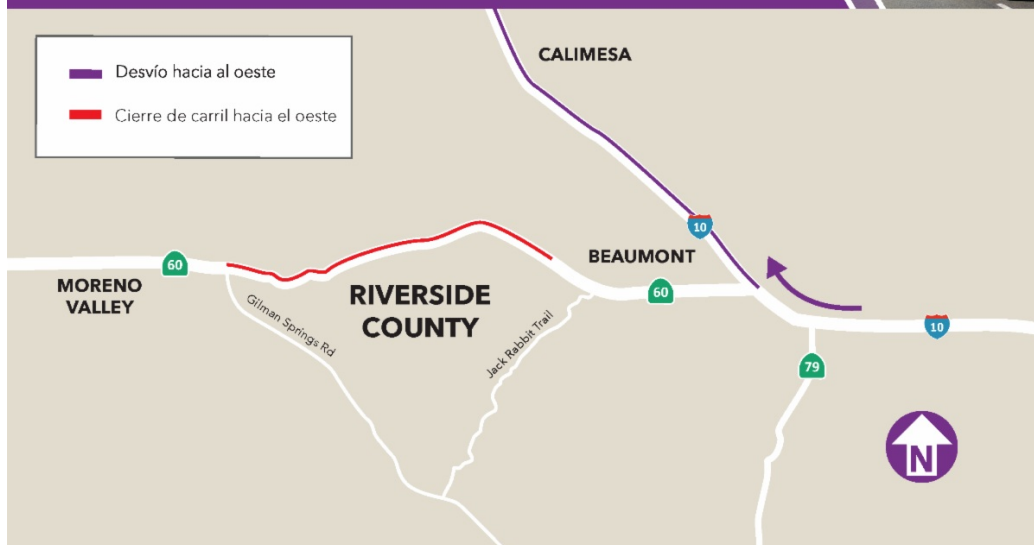 Desvío hacia al oeste
Cierre de carril hacia el oeste
CALIMESA
10
BEAUMONT
60
MORENO
VALLEY
RIVERSIDE
COUNTY
60
10
Gilman Springs Rd
Jack Rabbit Trail
79
N